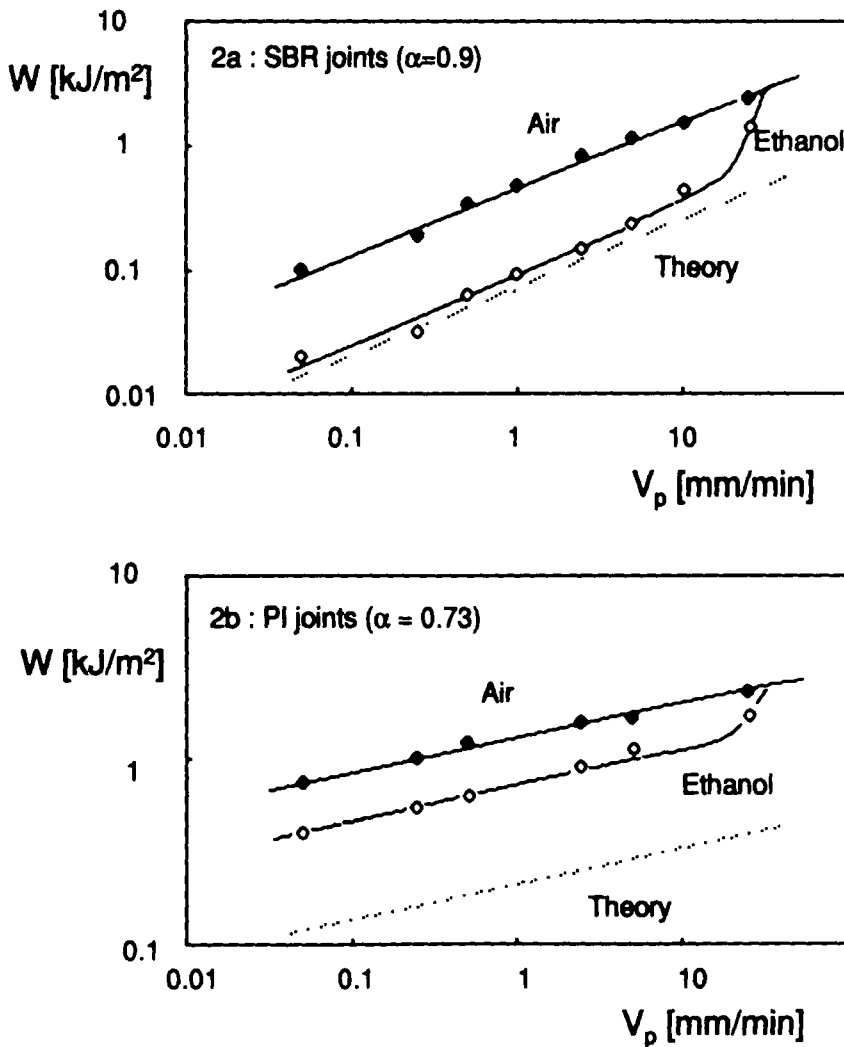 10
2a : SBR joints (α=0.9)
W [kJ/m²]
Air
1
Ethanol
0.1
Theory
0.01
0.01 0.1 1 10
Vp [mm/min]
10
2b : PI joints (α = 0.73)
W [kJ/m²]
Air
1
Ethanol
Theory
0.1
0.01 0.1 1 10
Vp [mm/min]